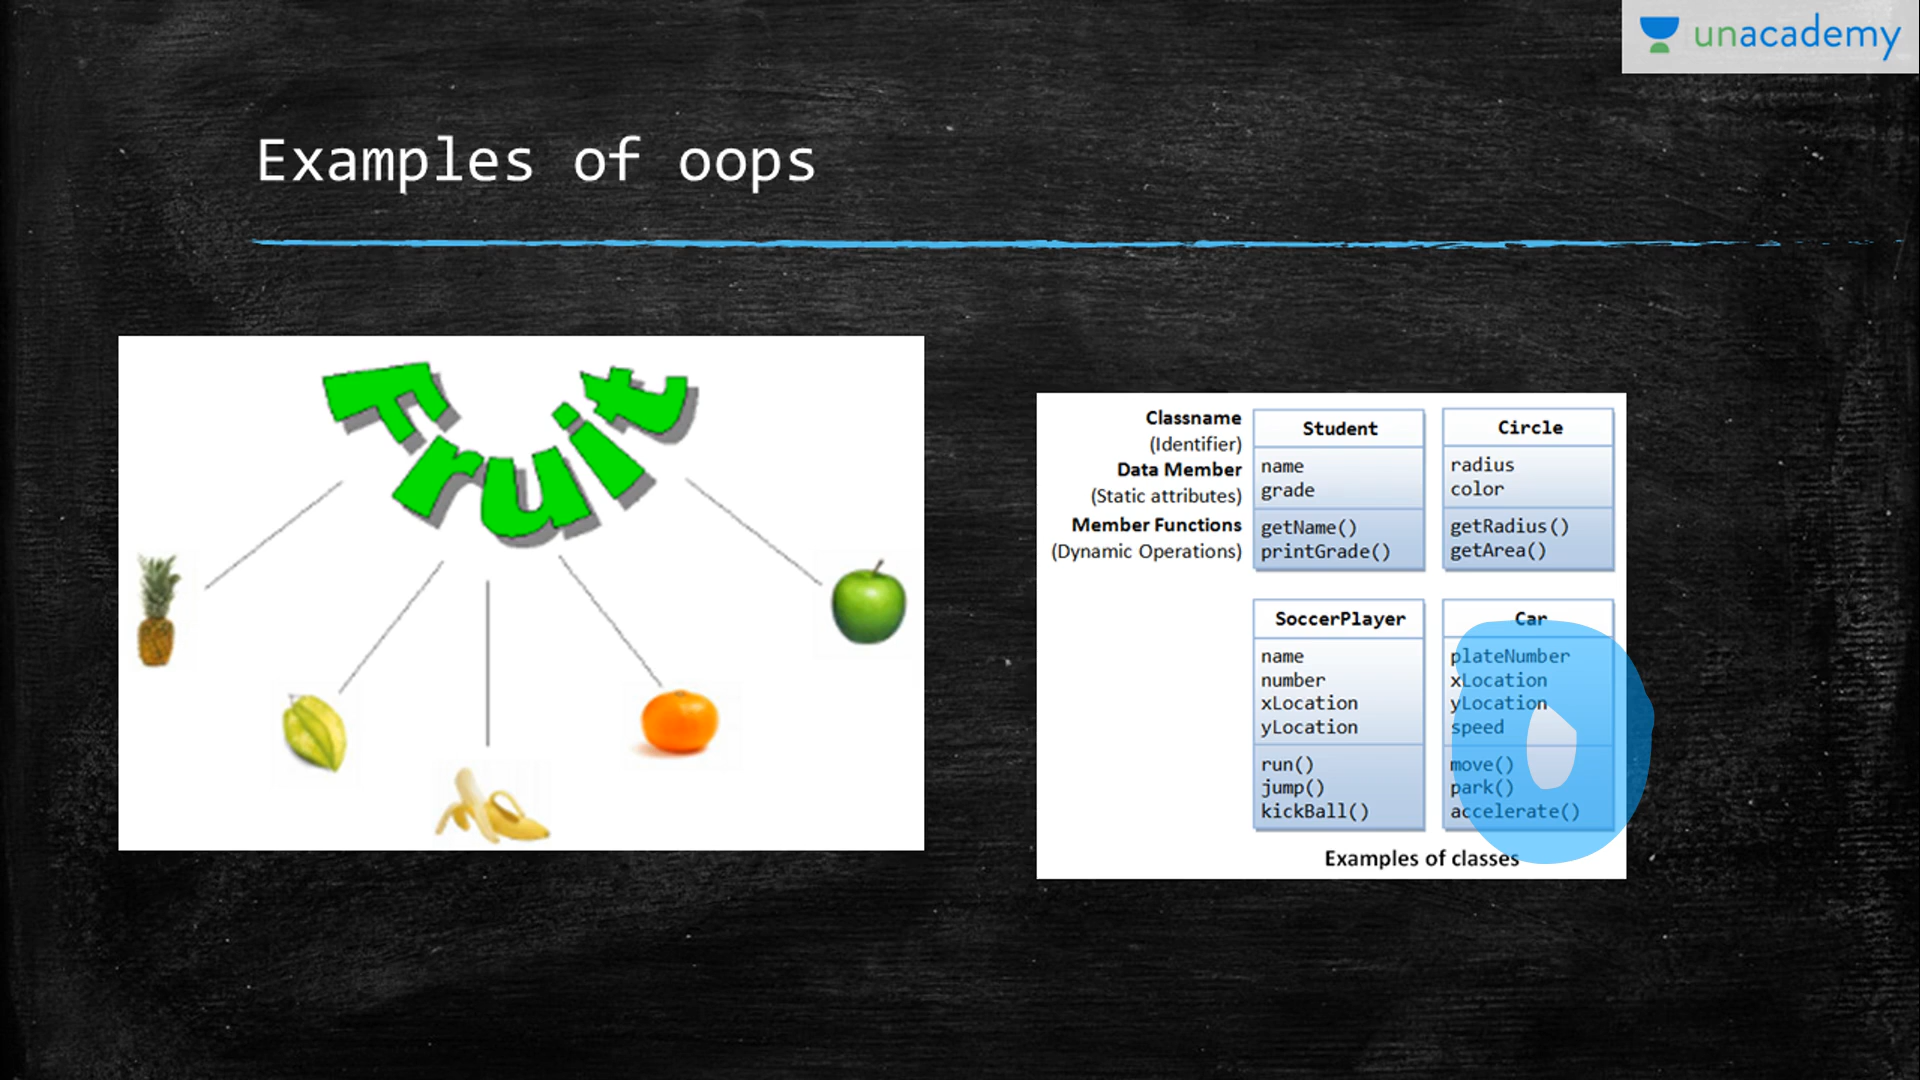 unacademy
Examples of oops
Fruit
Classname
(Identifier)
Data Member
(Static attributes)
Member Functions
(Dynamic Operations)
Student
name
grade
getName()
printGrade()
Circle
radius
color
getRadius()
getArea()
SoccerPlayer
name
number
xLocation
yLocation
run()
jump()
kickBall()
Car
plateNumber
xLocation
yLocation
speed
move()
park()
accelerate()
Examples of classes